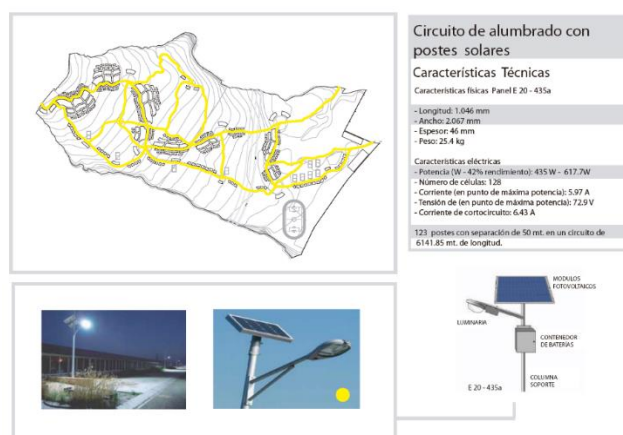 Circuito de alumbrado con
postes solares
Características Técnicas
Características físicas Panel E 20 - 435a
- Longitud: 1.046 mm
- Ancho: 2.067 mm
- Espesor: 46 mm
- Peso: 25.4 kg
Características eléctricas
- Potencia (W - 42% rendimiento): 435 W - 617.7W
- Número de células: 128
- Corriente (en punto de máxima potencia): 5.97 A
- Tensión de (en punto de máxima potencia): 72.9 V
- Corriente de cortocircuito: 6.43 A
123 postes con separación de 50 mt. en un circuito de
6141.85 mt. de longitud.
MODULOS
FOTOVOLTAICOS
LUMINARIA
CONTENEDOR
DE BATERIAS
COLUMNA
SOPORTE
E 20 - 435a